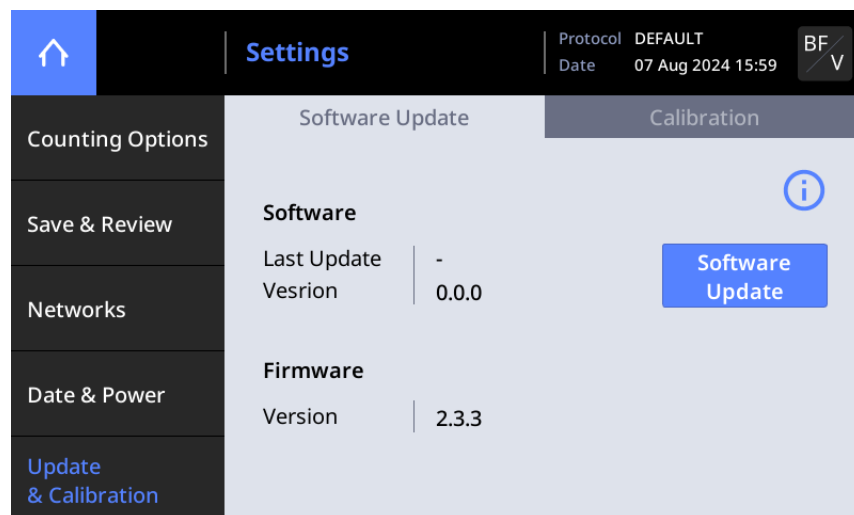 Settings
Protocol DEFAULT
Date 07 Aug 2024 15:59
BF/V
Counting Options
Save & Review
Networks
Date & Power
Update
& Calibration
Software Update
Calibration
Software
Last Update -
Vesrion 0.0.0
Software
Update
Firmware
Version 2.3.3